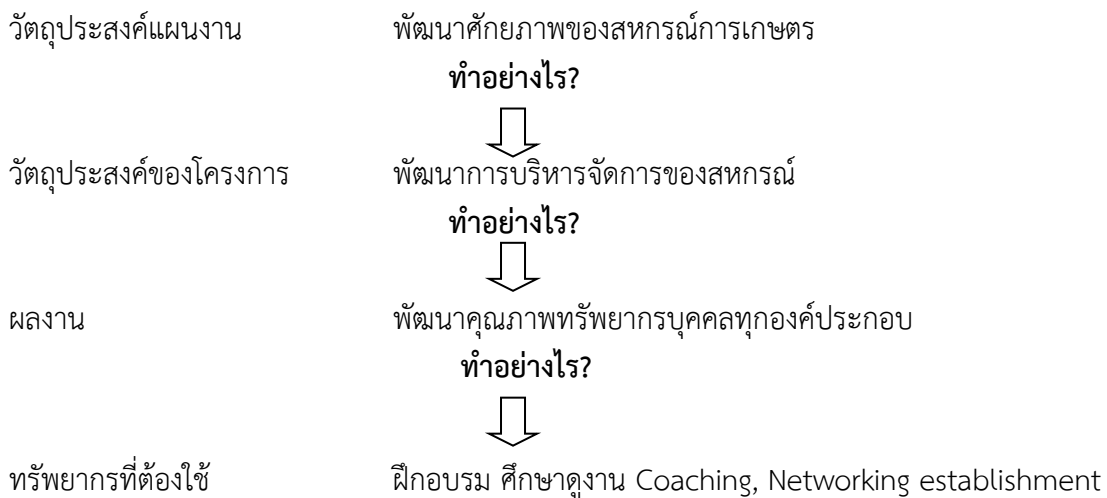 วัตถุประสงค์แผนงาน พัฒนาศักยภาพของสหกรณ์การเกษตร
ทำอย่างไร?
วัตถุประสงค์ของโครงการ พัฒนาการบริหารจัดการของสหกรณ์
ทำอย่างไร?
ผลงาน พัฒนาคุณภาพทรัพยากรบุคคลทุกองค์ประกอบ
ทำอย่างไร?
ทรัพยากรที่ต้องใช้ ฝึกอบรม ศึกษาดูงาน Coaching, Networking establishment